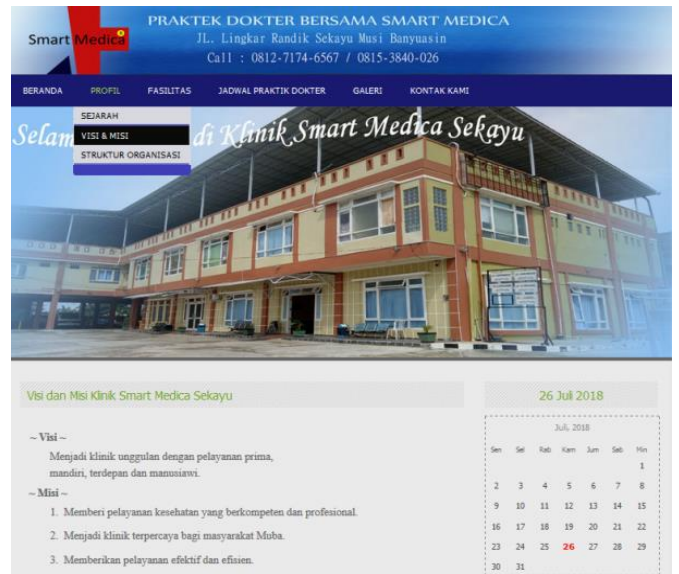 Smart Medica
PRAKTEK DOKTER BERSAMA SMART MEDICA
JL. Lingkar Randik Sekayu Musi Banyuasin
Call : 0812-7174-6567 / 0815-3840-026
BERANDA PROFIL FASILITAS JADWAL PRAKTIK DOKTER GALERI KONTAK KAMI
SEJARAH
VISI & MISI
STRUKTUR ORGANISASI
Selam di Klinik Smart Medica Sekayu
Visi dan Misi Klinik Smart Medica Sekayu
~ Visi ~
Menjadi klinik unggulan dengan pelayanan prima,
mandiri, terdepan dan manusiawi.
~ Misi ~
1. Memberi pelayanan kesehatan yang berkompeten dan profesional.
2. Menjadi klinik terpercaya bagi masyarakat Muba.
3. Memberikan pelayanan efektif dan efisien.
26 Juli 2018
Juli, 2018
Sen Sel Rab Kam Jum Sab Min
1
2 3 4 5 6 7 8
9 10 11 12 13 14 15
16 17 18 19 20 21 22
23 24 25 26 27 28 29
30 31